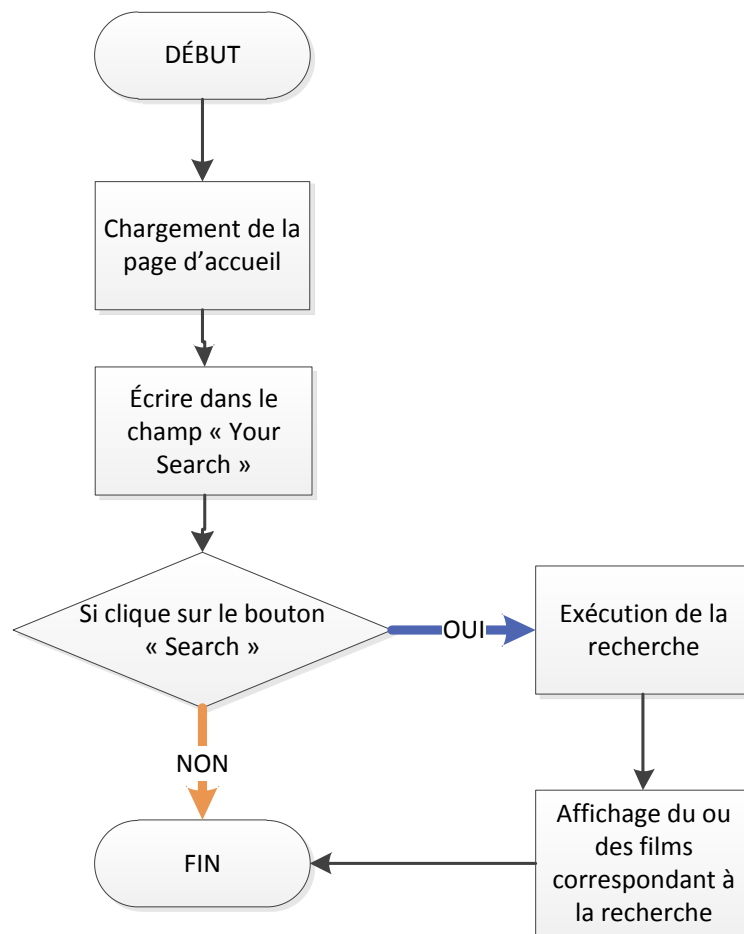 DÉBUT
Chargement de la
page d’accueil
Écrire dans le
champ « Your
Search »
Si clique sur le bouton
« Search »
OUI
Exécution de la
recherche
NON
Affichage du ou
des films
correspondant à
la recherche
FIN